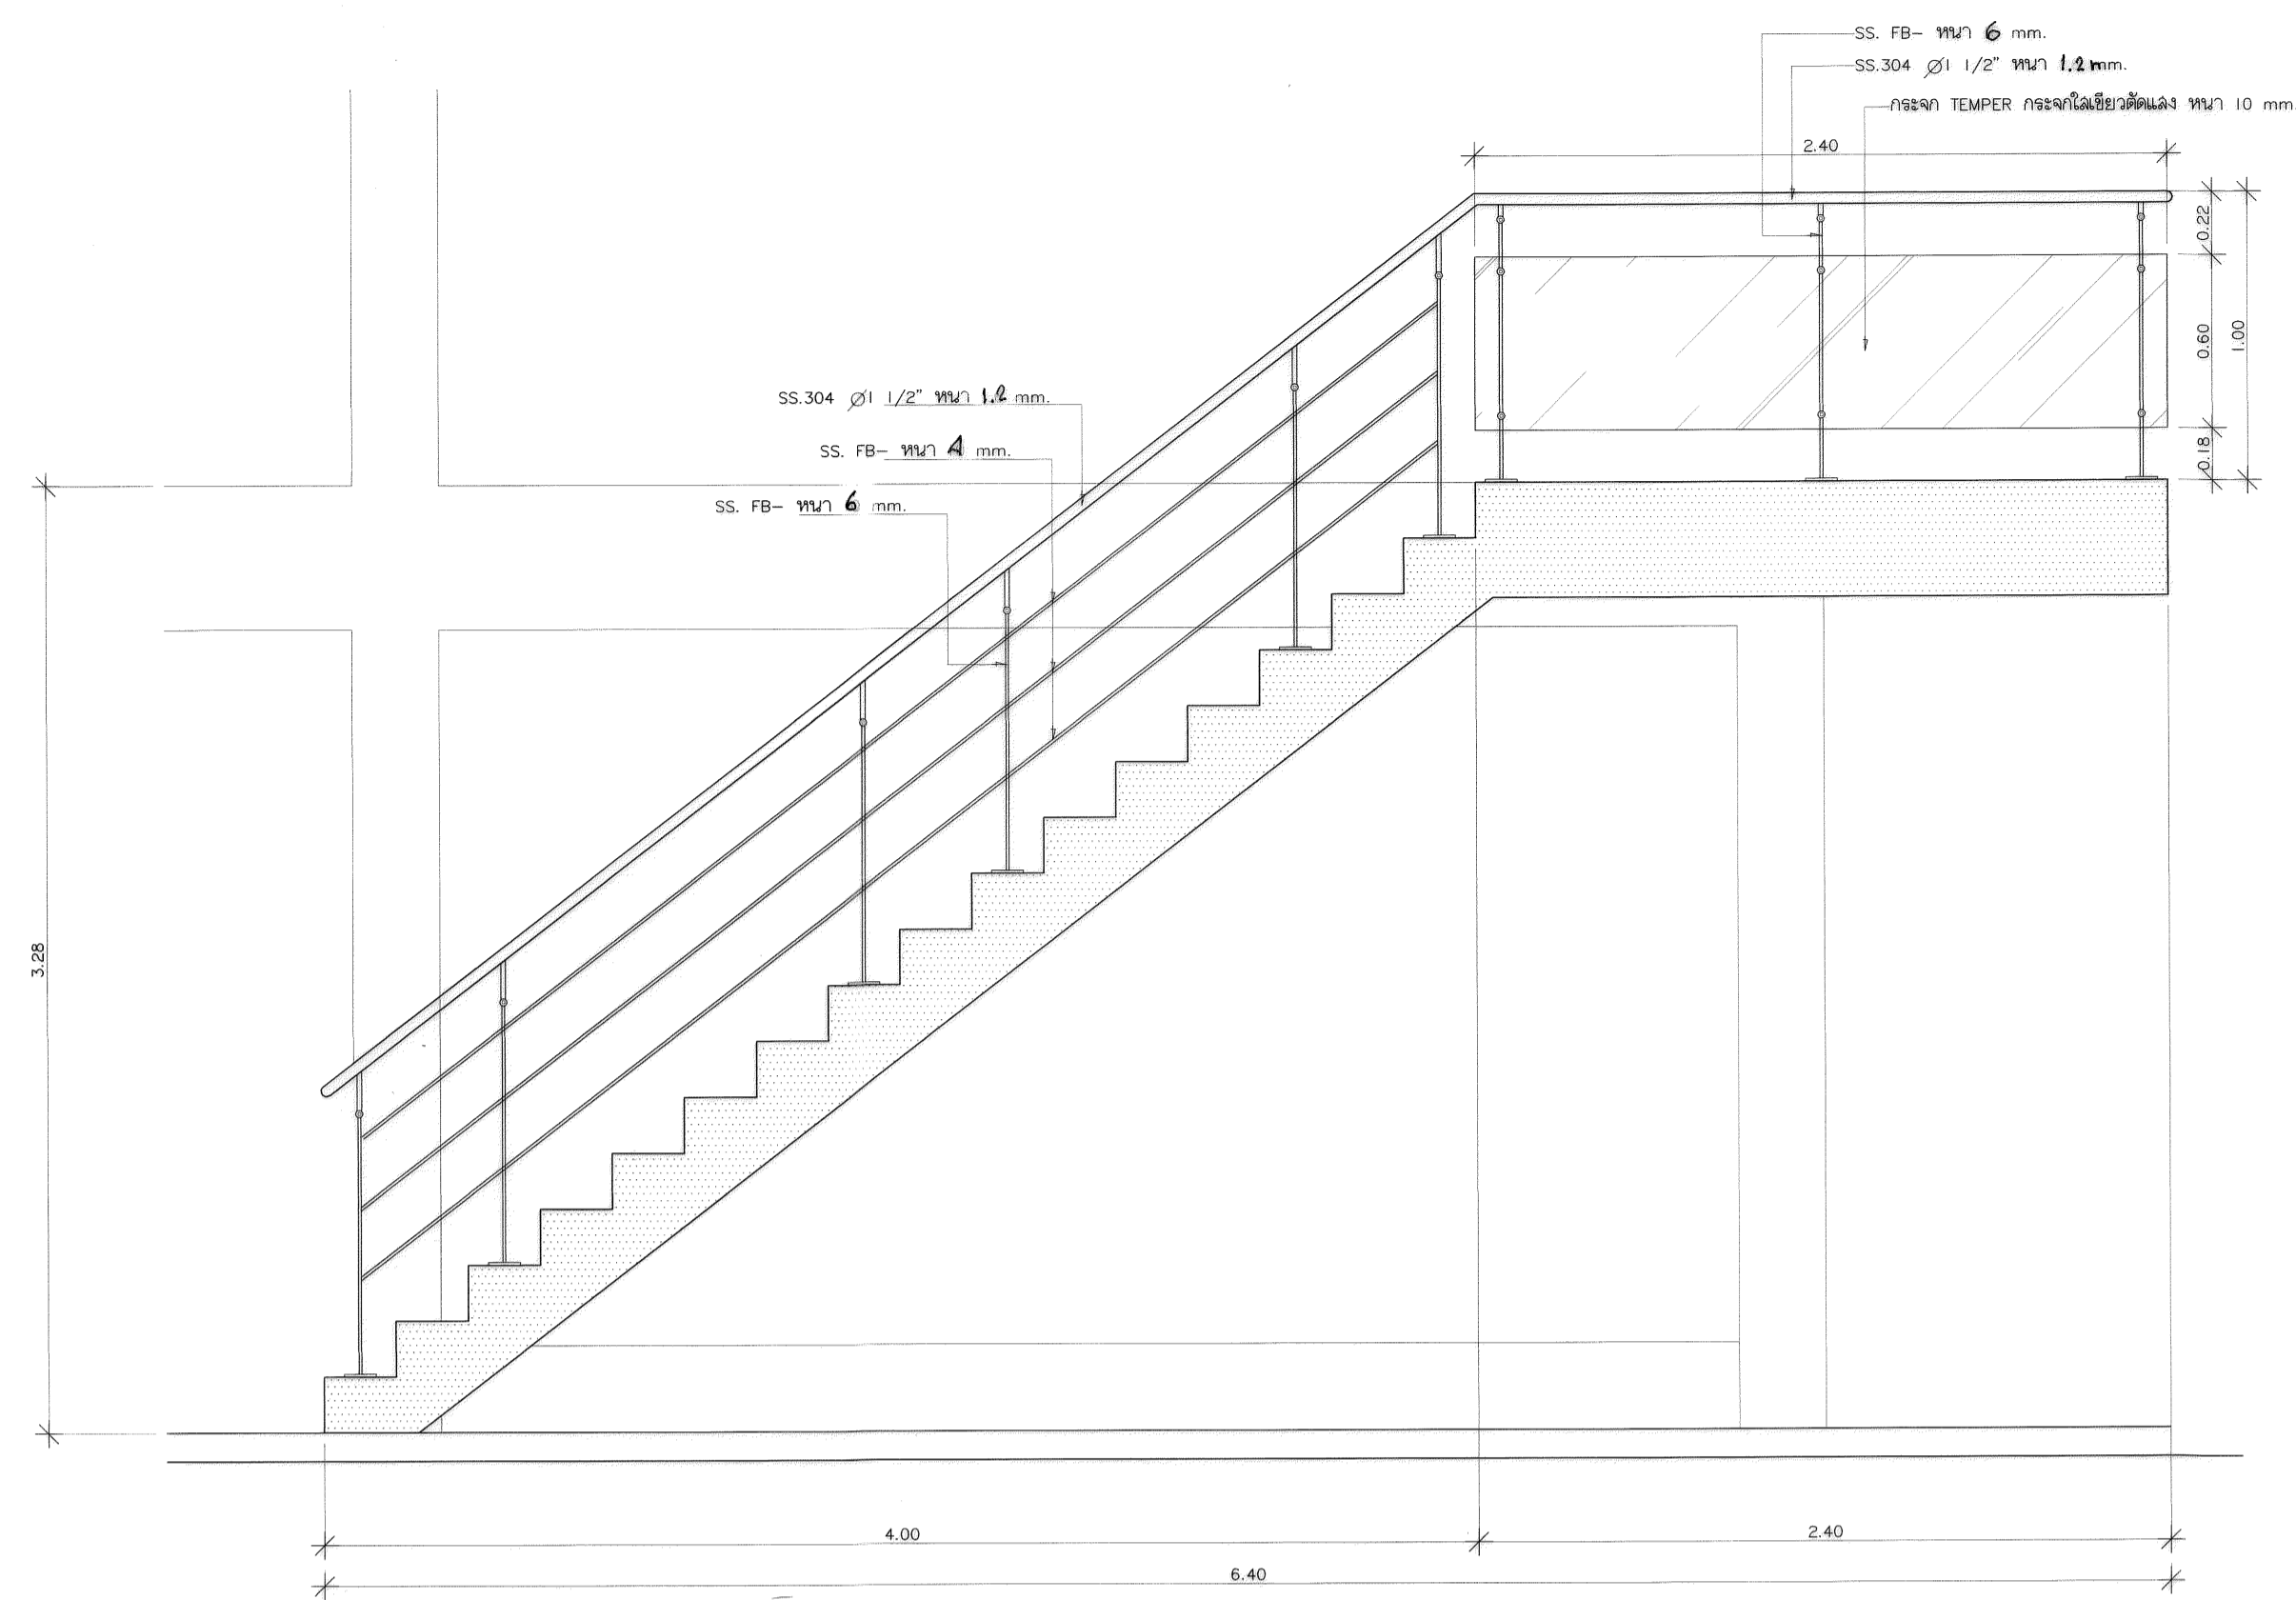 SS. FB– หนา 6 mm.
SS.304 Ø1 1/2" หนา 1.2 mm.
กระจก TEMPER กระจกใสเขียวตัดแสง หนา 10 mm
2.40
0.22
0.60
1.00
0.18
SS.304 Ø1 1/2" หนา 1.2 mm.
SS. FB– หนา 4 mm.
SS. FB– หนา 6 mm.
3.28
4.00
2.40
6.40